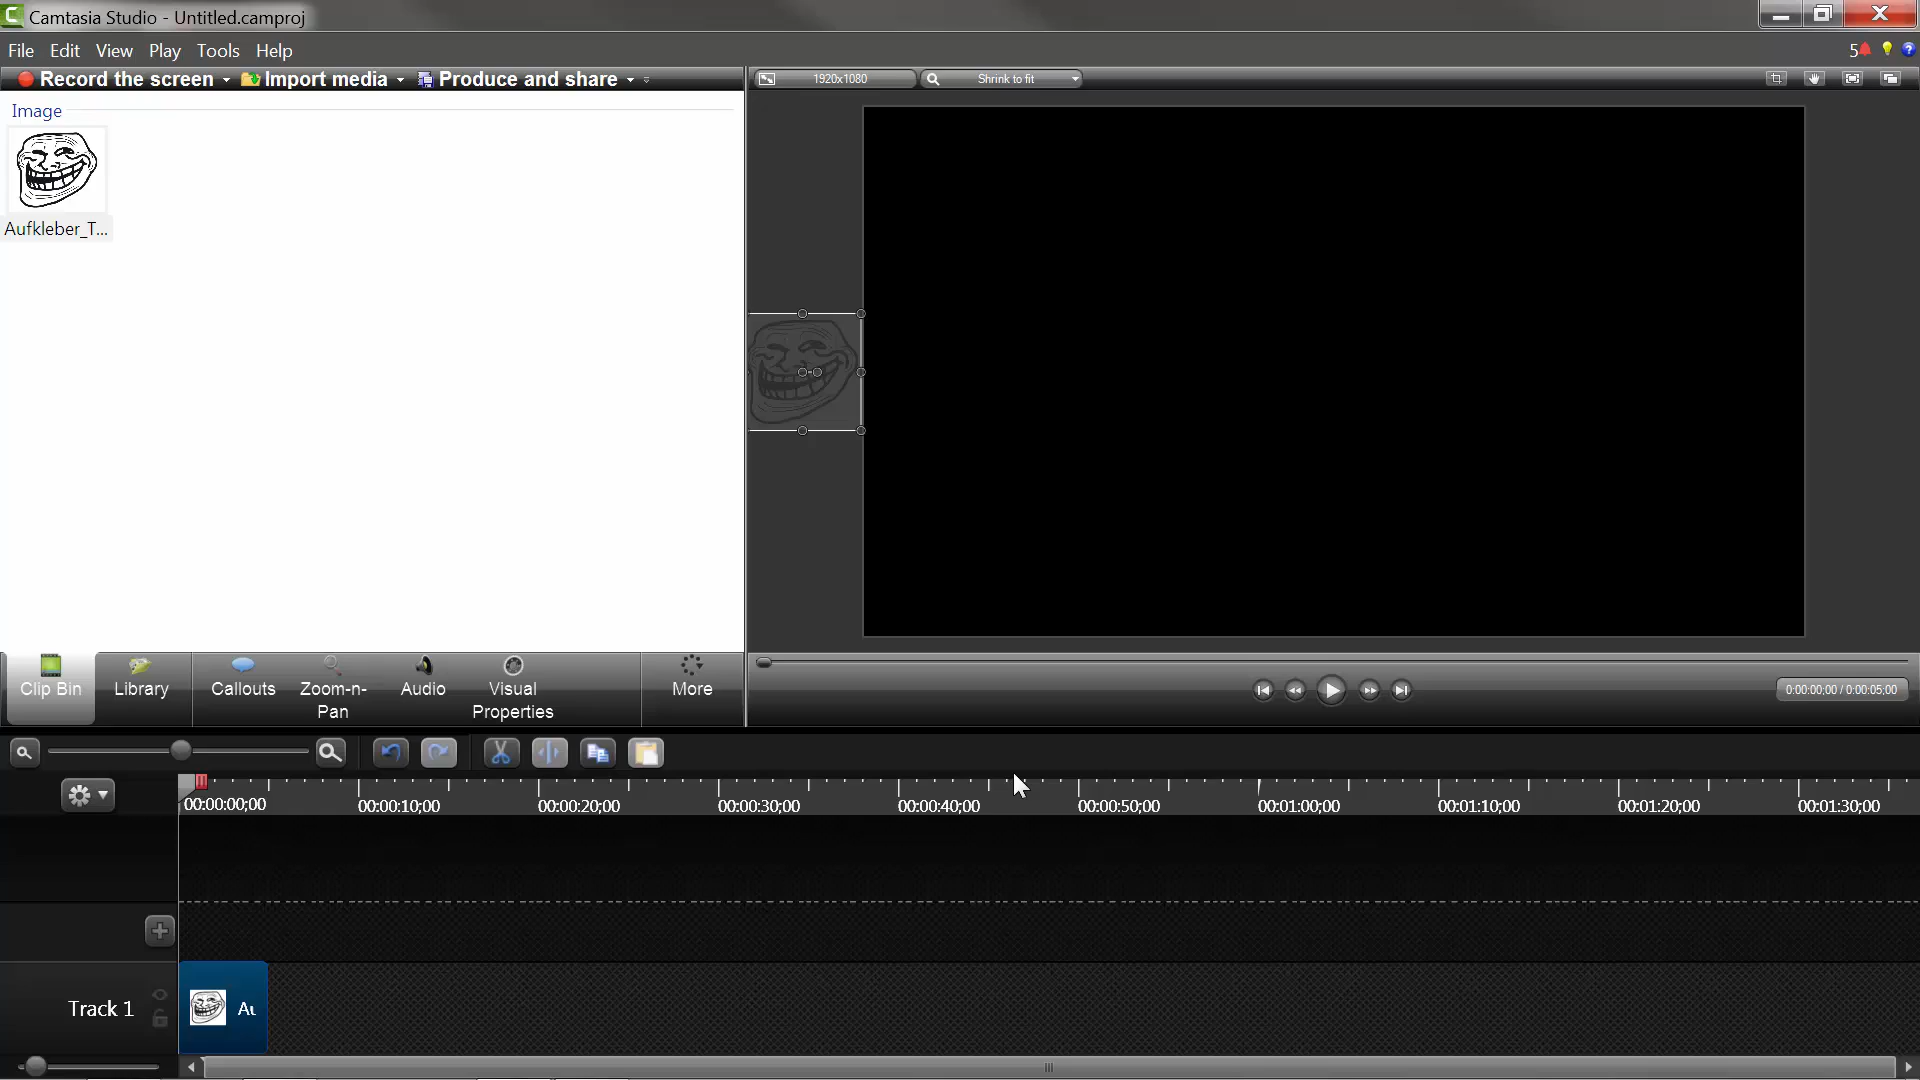 Camtasia Studio - Untitled.camproj
File Edit View Play Tools Help
5
Record the screen Import media Produce and share
1920x1080 Shrink to fit
Image
Aufkleber_T...
Clip Bin Library Callouts Zoom-n-Pan Audio Visual Properties More
0:00:00;00 / 0:00:05;00
00:00:00;00 00:00:10;00 00:00:20;00 00:00:30;00 00:00:40;00 00:00:50;00 00:01:00;00 00:01:10;00 00:01:20;00 00:01:30;00
Track 1 Au